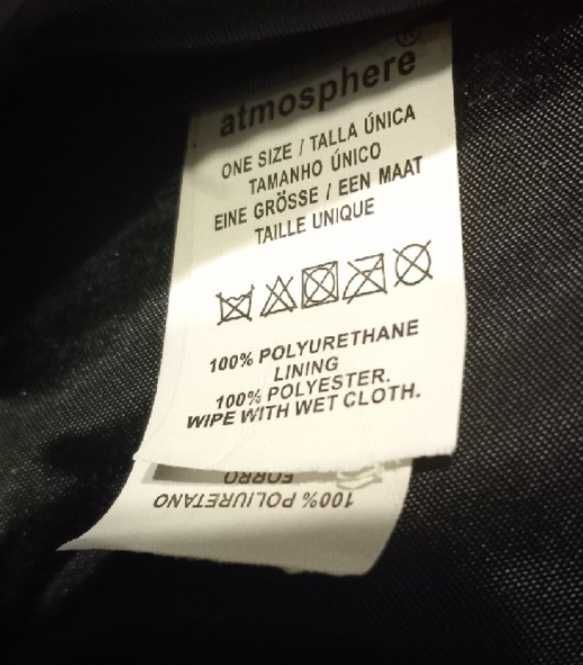 atmosphere®
ONE SIZE / TALLA ÚNICA
TAMANHO ÚNICO
EINE GRÖSSE / EEN MAAT
TAILLE UNIQUE
100% POLYURETHANE
LINING
100% POLYESTER.
WIPE WITH WET CLOTH.
100% POLIURETANO
FORRO